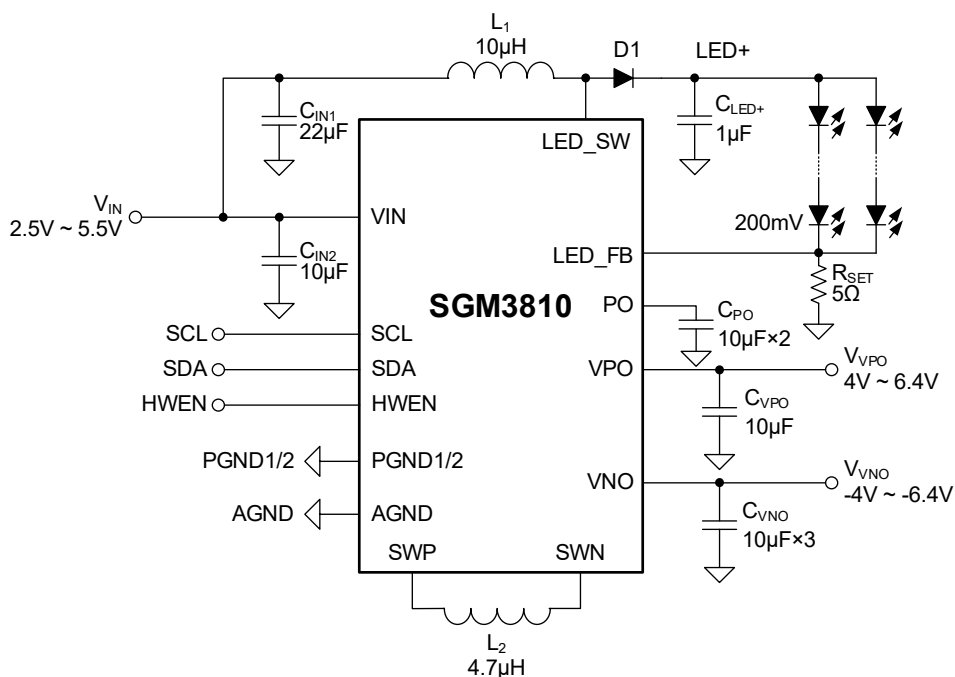 L1
10µH
D1
LED+
CIN1
22µF
CLED+
1µF
LED_SW
VIN
2.5V ~ 5.5V
VIN
200mV
CIN2
10µF
LED_FB
RSET
5Ω
SGM3810
PO
CPO
10µF×2
SCL
SCL
VPO
VVPO
4V ~ 6.4V
SDA
SDA
HWEN
HWEN
CVPO
10µF
PGND1/2
PGND1/2
VNO
VVNO
-4V ~ -6.4V
AGND
AGND
CVNO
10µF×3
SWP
SWN
L2
4.7µH